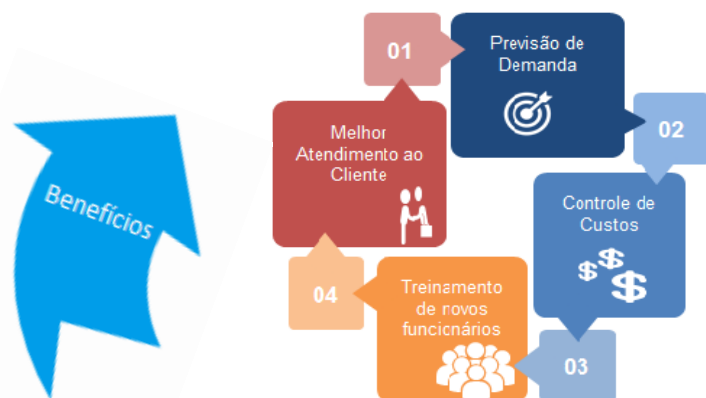 Benefícios
01
Previsão de
Demanda
02
Melhor
Atendimento ao
Cliente
Controle de
Custos
$ $ $
04
Treinamento
de novos
funcionários
03